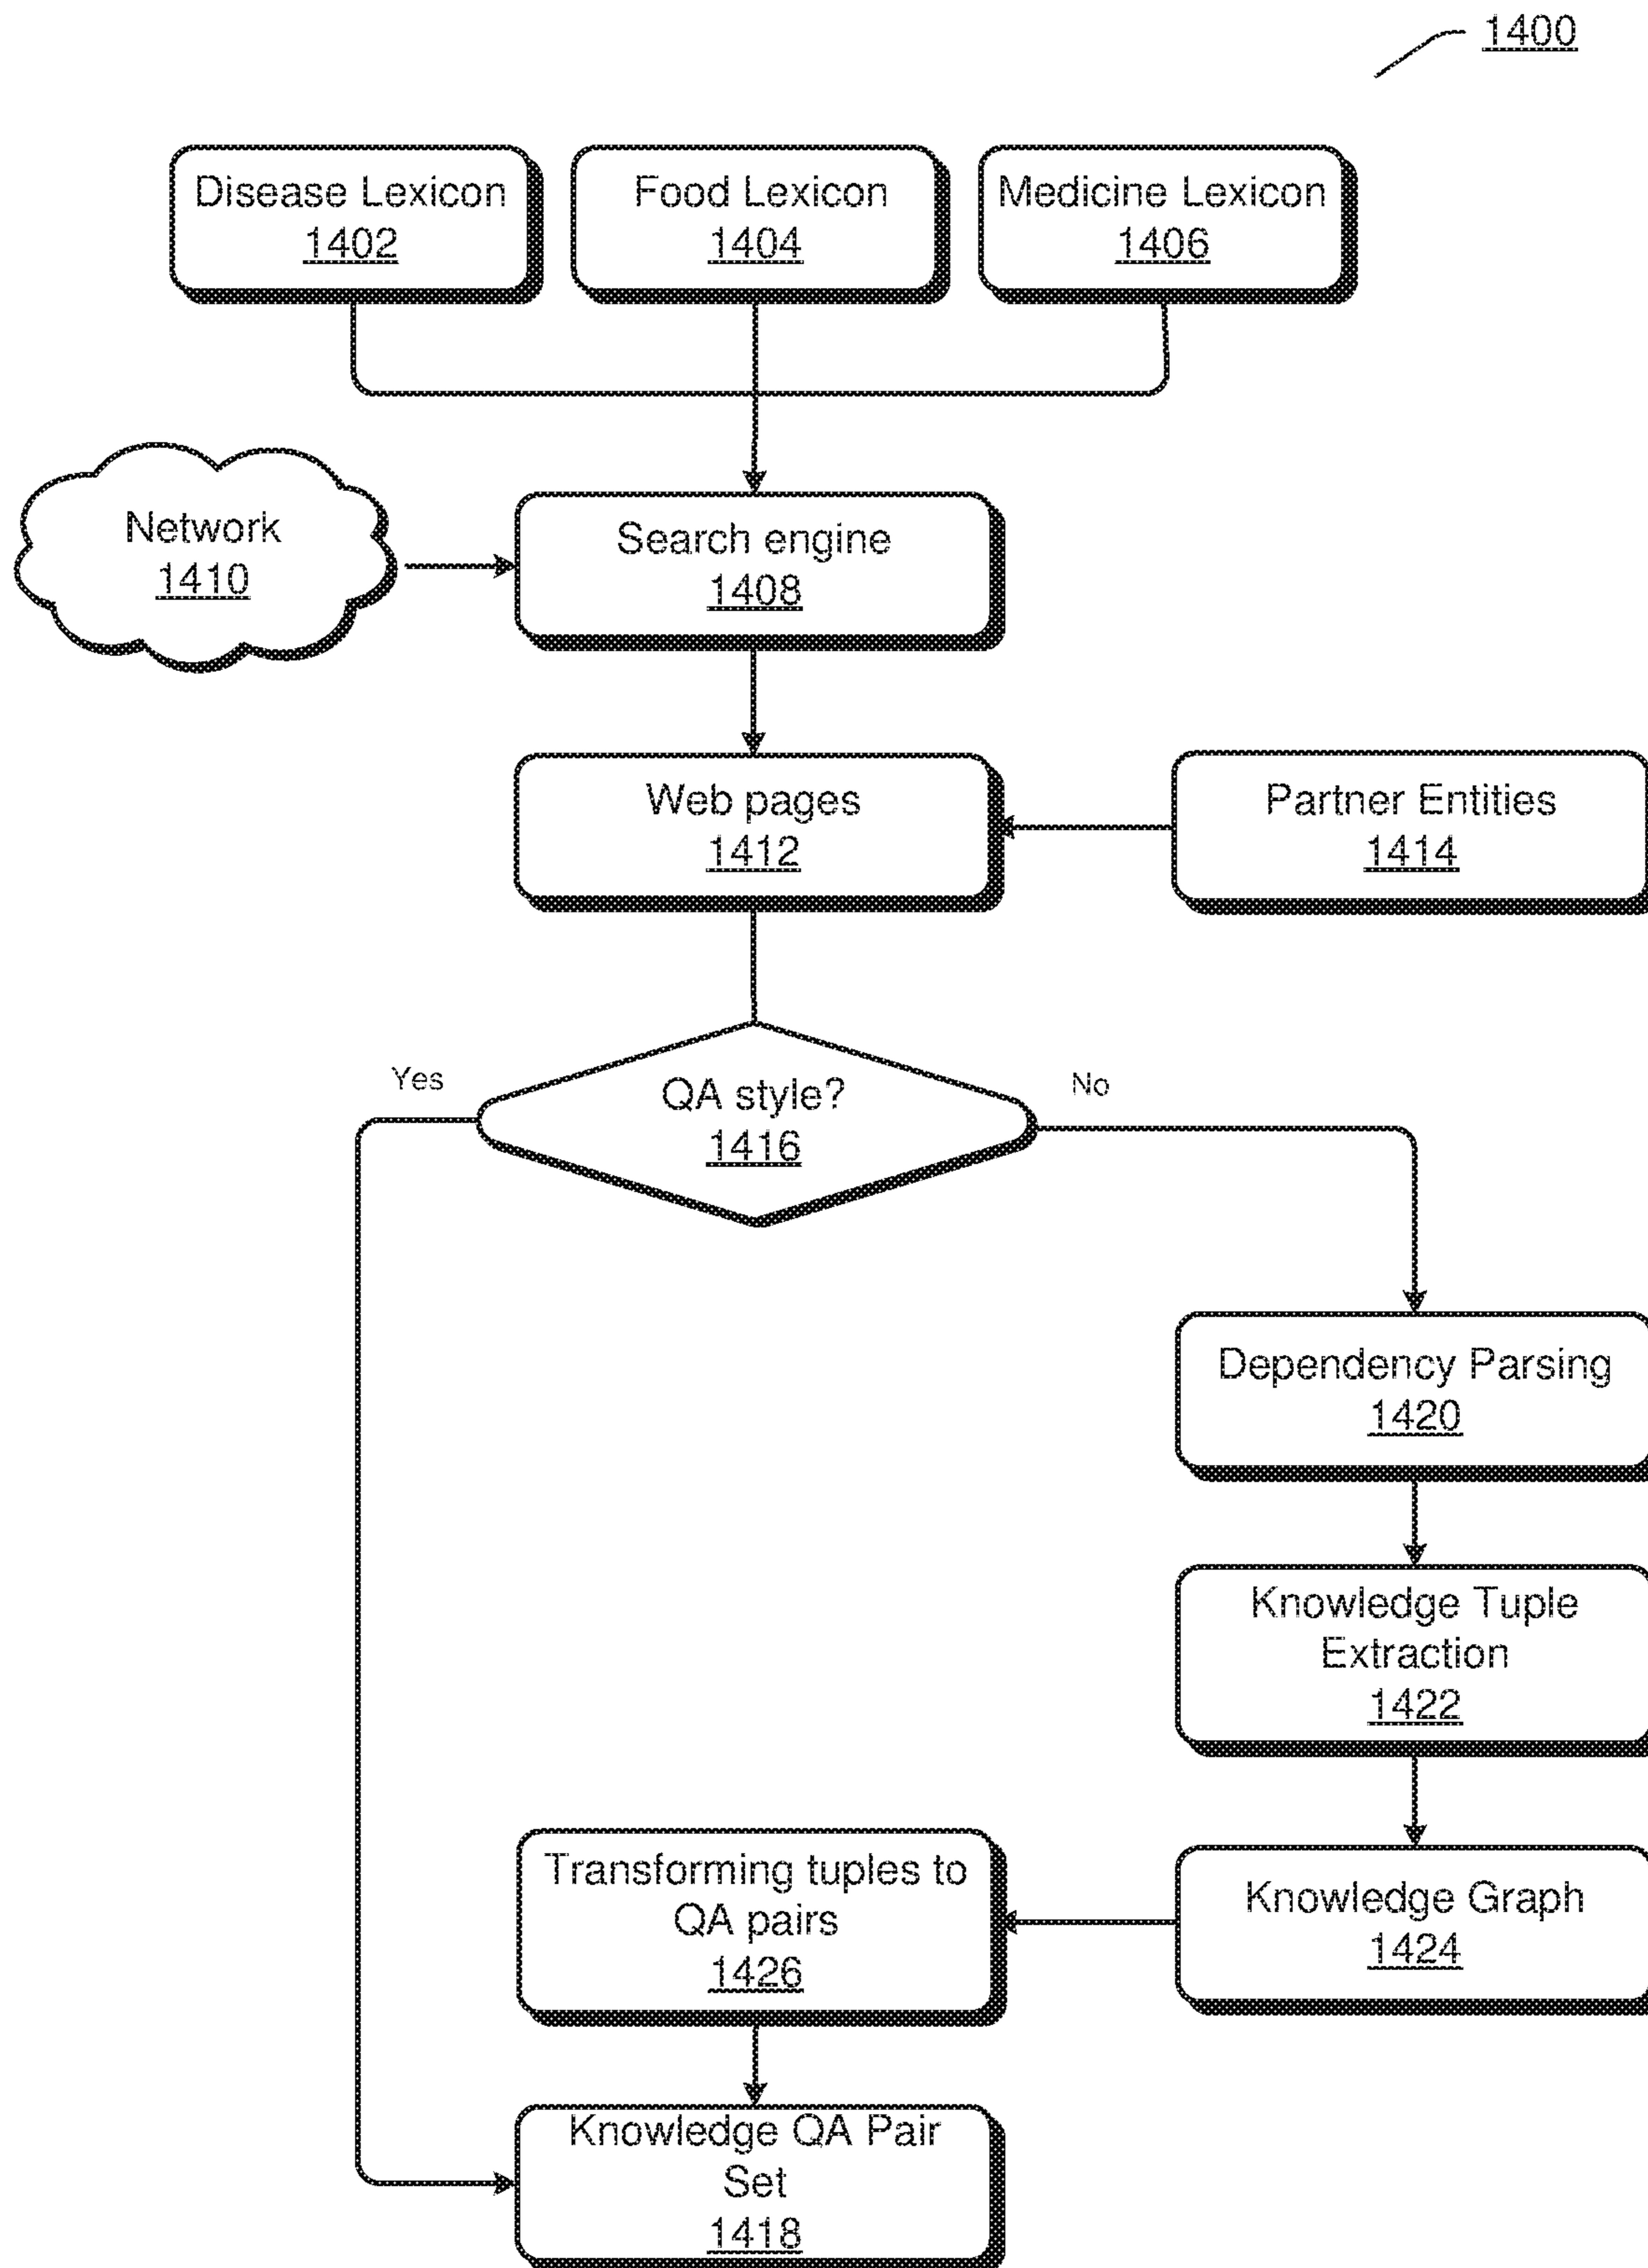 1400
Disease Lexicon
1402
Food Lexicon
1404
Medicine Lexicon
1406
Network
1410
Search engine
1408
Web pages
1412
Partner Entities
1414
Yes
QA style?
1416
No
Dependency Parsing
1420
Knowledge Tuple
Extraction
1422
Transforming tuples to
QA pairs
1426
Knowledge Graph
1424
Knowledge QA Pair
Set
1418